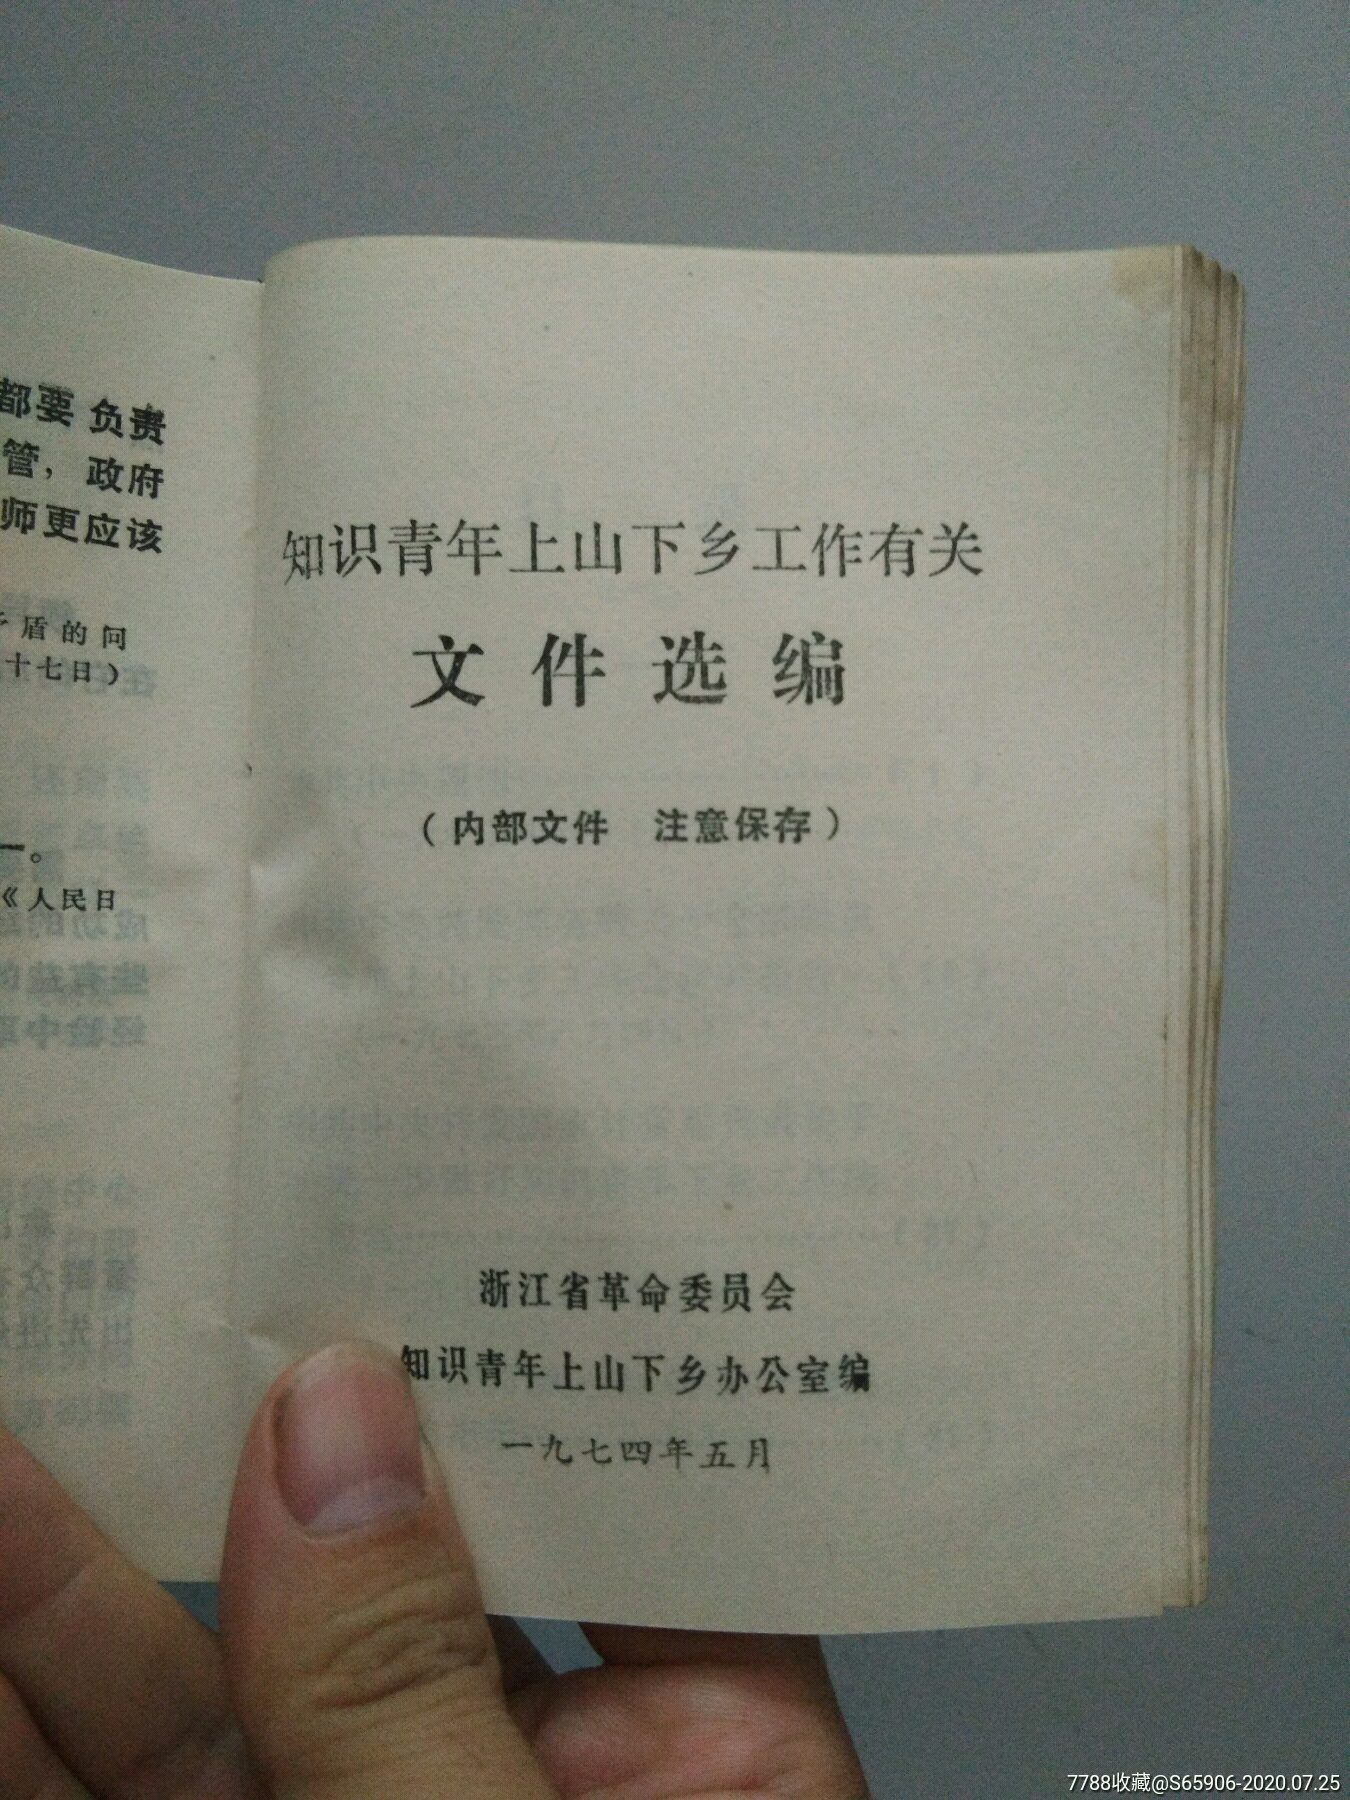 都要负责
管，政府
师更应该
盾的问
十七日）
一。
《人民日
知识青年上山下乡工作有关
文件选编
（内部文件 注意保存）
浙江省革命委员会
知识青年上山下乡办公室编
一九七四年五月
7788收藏@S65906-2020.07.25